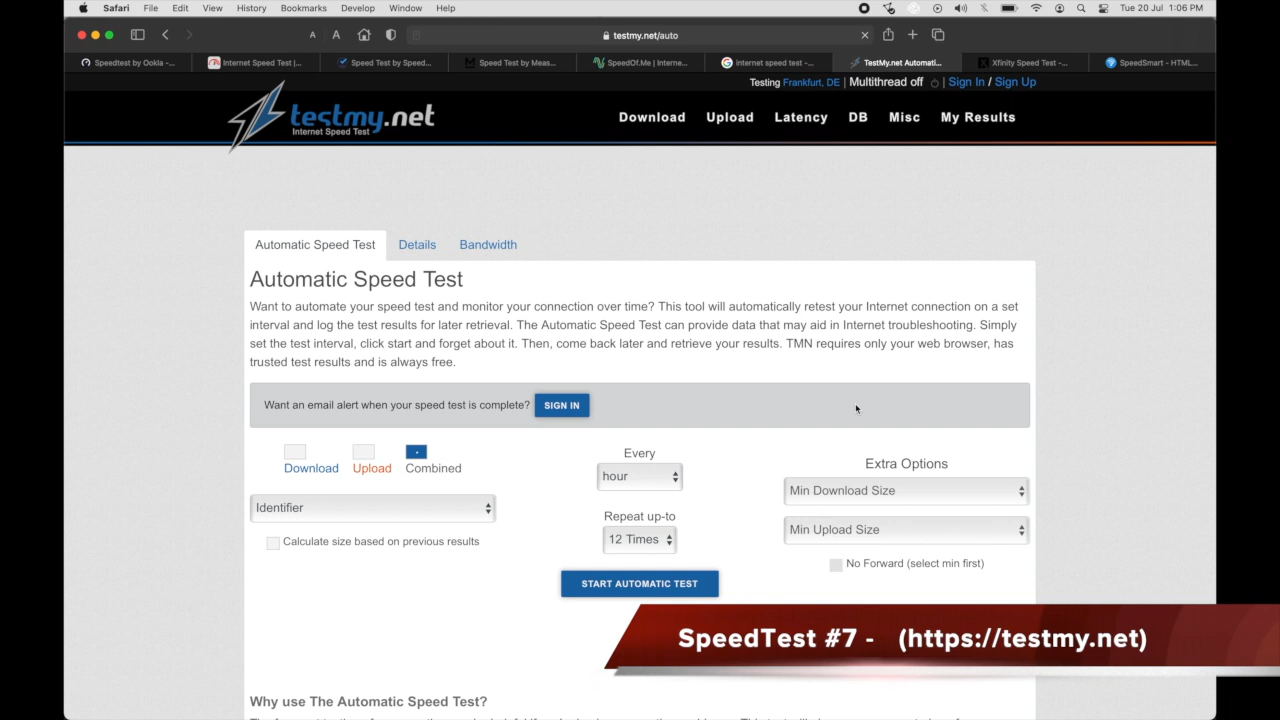 Safari File Edit View History Bookmarks Develop Window Help Tue 20 Jul 1:06 PM
A A testmy.net/auto
Speedtest by Ookla -... Internet Speed Test |... Speed Test by Speed... Speed Test by Meas... SpeedOf.Me | Interne... internet speed test -... TestMy.net Automati... Xfinity Speed Test -... SpeedSmart - HTML...
Testing Frankfurt, DE | Multithread off | Sign In / Sign Up
testmy.net
Internet Speed Test
Download Upload Latency DB Misc My Results
Automatic Speed Test Details Bandwidth
Automatic Speed Test
Want to automate your speed test and monitor your connection over time? This tool will automatically retest your Internet connection on a set
interval and log the test results for later retrieval. The Automatic Speed Test can provide data that may aid in Internet troubleshooting. Simply
set the test interval, click start and forget about it. Then, come back later and retrieve your results. TMN requires only your web browser, has
trusted test results and is always free.
Want an email alert when your speed test is complete? SIGN IN
Download Upload Combined
Identifier
Calculate size based on previous results
Every
hour
Repeat up-to
12 Times
Extra Options
Min Download Size
Min Upload Size
No Forward (select min first)
START AUTOMATIC TEST
SpeedTest #7 - (https://testmy.net)
Why use The Automatic Speed Test?